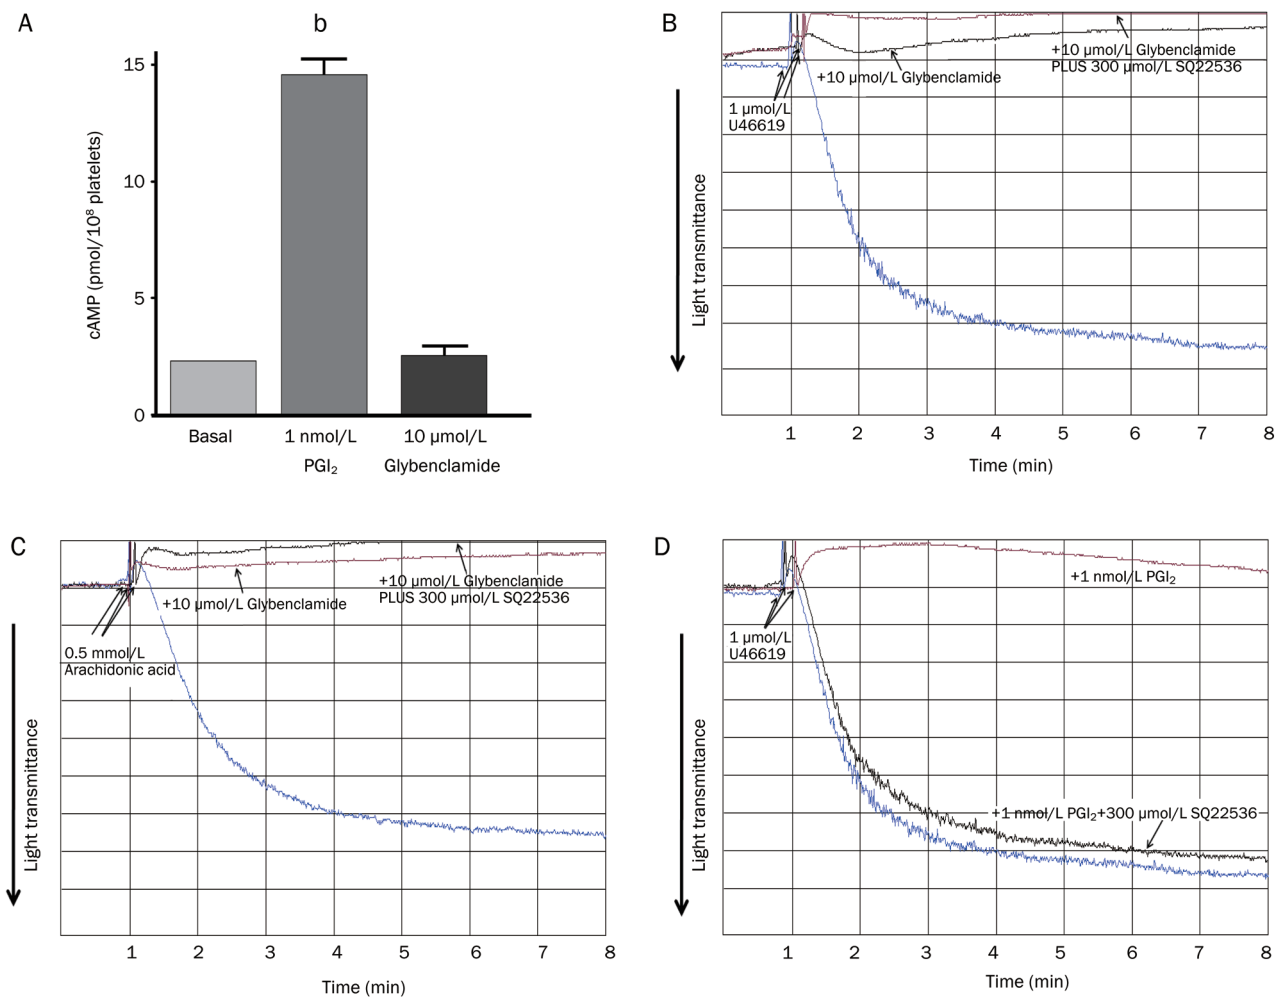 A
b
cAMP (pmol/10⁸ platelets)
15
10
5
0
Basal
1 nmol/L
PGI₂
10 µmol/L
Glybenclamide
B
Light transmittance
+10 µmol/L Glybenclamide
PLUS 300 µmol/L SQ22536
+10 µmol/L Glybenclamide
1 µmol/L
U46619
1 2 3 4 5 6 7 8
Time (min)
C
Light transmittance
+10 µmol/L Glybenclamide
PLUS 300 µmol/L SQ22536
+10 µmol/L Glybenclamide
0.5 mmol/L
Arachidonic acid
1 2 3 4 5 6 7 8
Time (min)
D
Light transmittance
+1 nmol/L PGI₂
1 µmol/L
U46619
+1 nmol/L PGI₂+300 µmol/L SQ22536
1 2 3 4 5 6 7 8
Time (min)